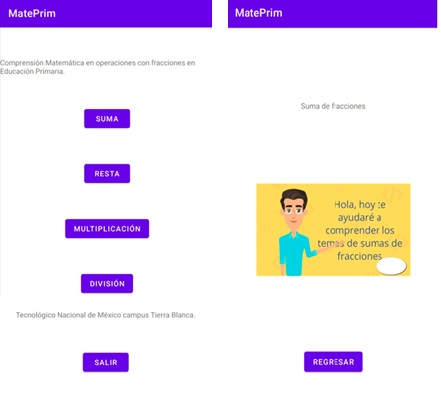 MatePrim
Comprensión Matemática en operaciones con fracciones en
Educación Primaria.
SUMA
RESTA
MULTIPLICACIÓN
DIVISIÓN
Tecnológico Nacional de México campus Tierra Blanca.
SALIR
MatePrim
Suma de fracciones
Hola, hoy te
ayudaré a
comprender los
temas de sumas de
fracciones
REGRESAR